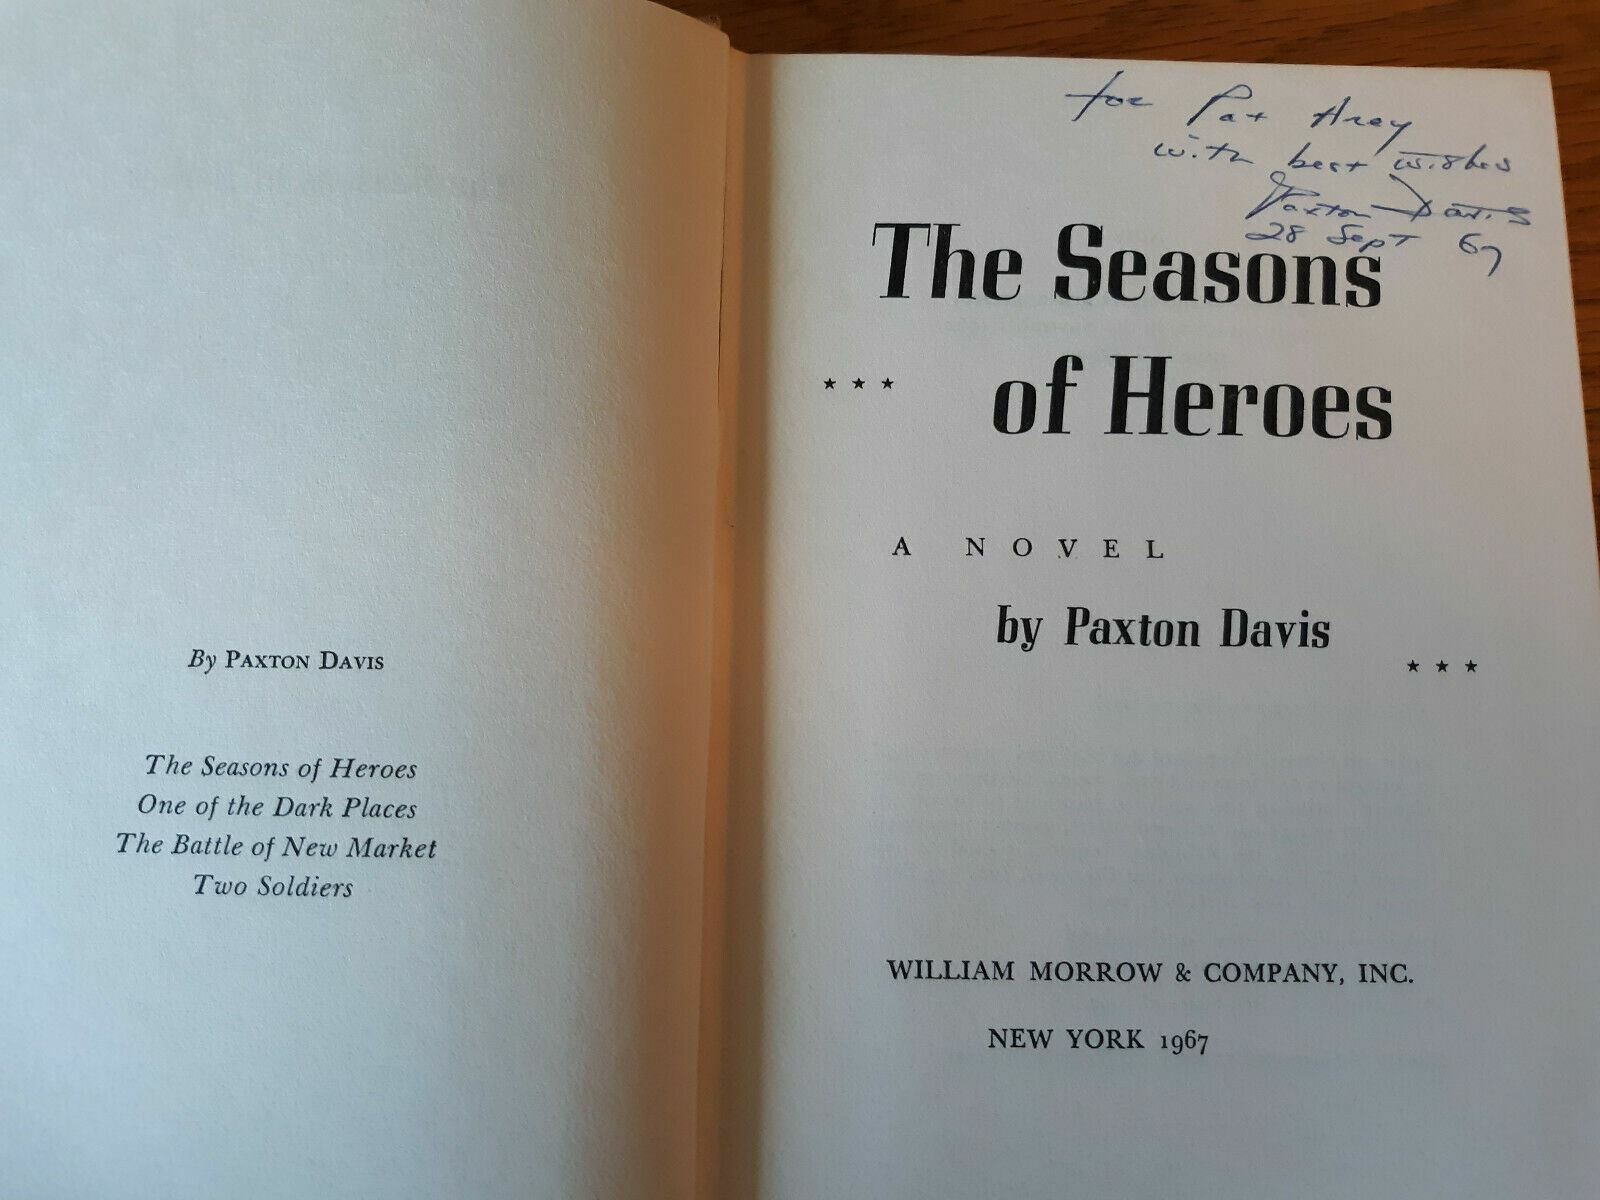 By PAXTON DAVIS
The Seasons of Heroes
One of the Dark Places
The Battle of New Market
Two Soldiers
for Pat Arey
with best wishes
Paxton Davis
28 Sept 67
The Seasons
of Heroes
A NOVEL
by Paxton Davis
WILLIAM MORROW & COMPANY, INC.
NEW YORK 1967